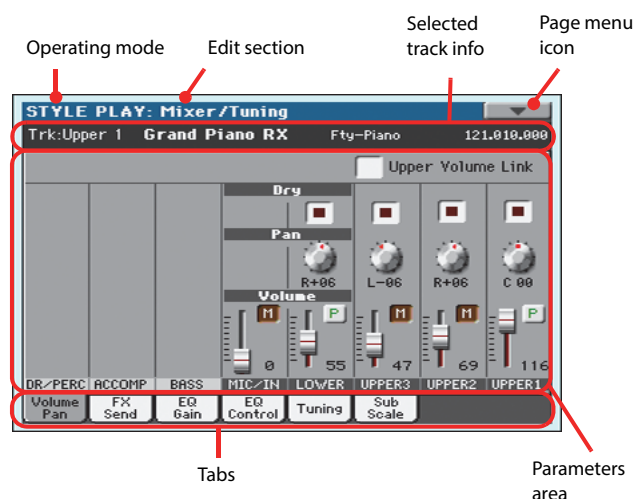 Operating mode
Edit section
Selected
track info
Page menu
icon
STYLE PLAY: Mixer/Tuning
Trk:Upper 1 Grand Piano RX Fty-Piano 121.010.000
Upper Volume Link
Dry
Pan
R+06 L-06 R+06 C 00
Volume
M P M M P
0 55 47 69 116
DR/PERC ACCOMP BASS MIC/IN LOWER UPPER3 UPPER2 UPPER1
Volume
Pan
FX
Send
EQ
Gain
EQ
Control
Tuning
Sub
Scale
Tabs
Parameters
area